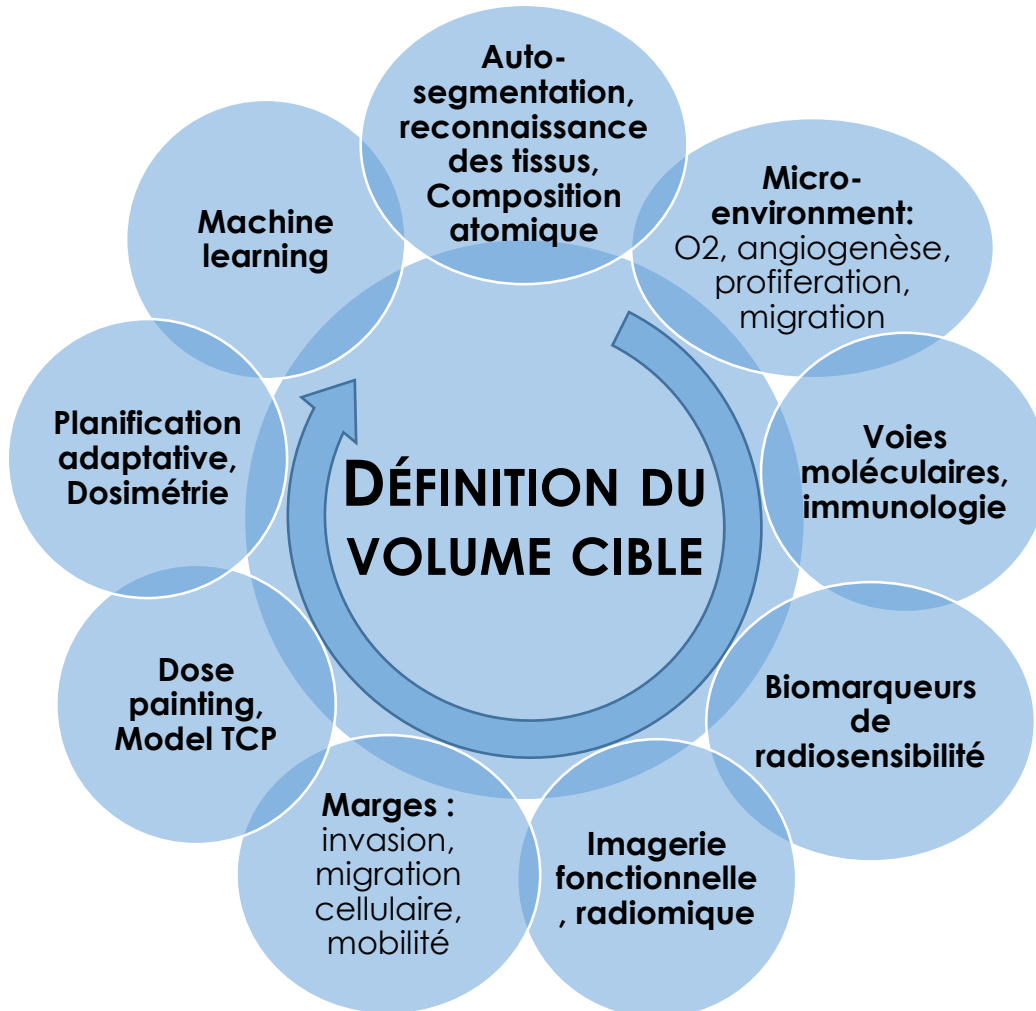 Auto-
segmentation,
reconnaissance
des tissus,
Composition
atomique
Micro-
environment:
O2, angiogenèse,
profiferation,
migration
Voies
moléculaires,
immunologie
Biomarqueurs
de
radiosensibilité
Imagerie
fonctionnelle
, radiomique
Marges :
invasion,
migration
cellulaire,
mobilité
Dose
painting,
Model TCP
Planification
adaptative,
Dosimétrie
Machine
learning
DÉFINITION DU
VOLUME CIBLE